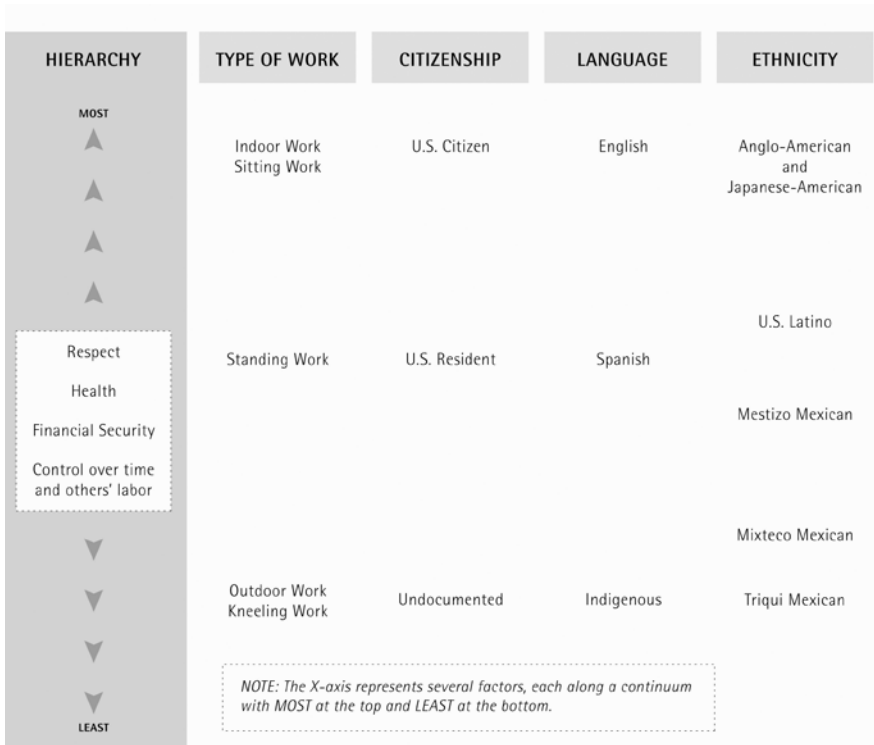 HIERARCHY
TYPE OF WORK
CITIZENSHIP
LANGUAGE
ETHNICITY
MOST
Indoor Work
Sitting Work
U.S. Citizen
English
Anglo-American
and
Japanese-American
U.S. Latino
Respect
Health
Financial Security
Control over time
and others' labor
Standing Work
U.S. Resident
Spanish
Mestizo Mexican
Mixteco Mexican
Outdoor Work
Kneeling Work
Undocumented
Indigenous
Triqui Mexican
NOTE: The X-axis represents several factors, each along a continuum
with MOST at the top and LEAST at the bottom.
LEAST